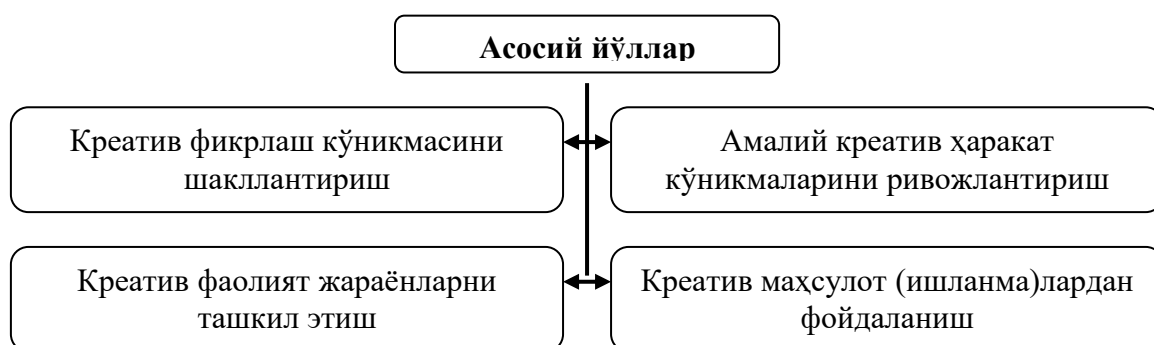 Асосий йўллар
Креатив фикрлаш кўникмасини
шакллантириш
Амалий креатив ҳаракат
кўникмаларини ривожлантириш
Креатив фаолият жараёнларни
ташкил этиш
Креатив маҳсулот (ишланма)лардан
фойдаланиш